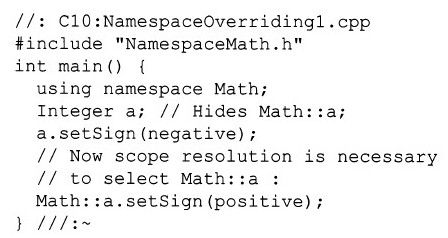 //: C10:NamespaceOverriding1.cpp
#include "NamespaceMath.h"
int main() {
  using namespace Math;
  Integer a; // Hides Math::a;
  a.setSign(negative);
  // Now scope resolution is necessary
  // to select Math::a :
  Math::a.setSign(positive);
} ///:~